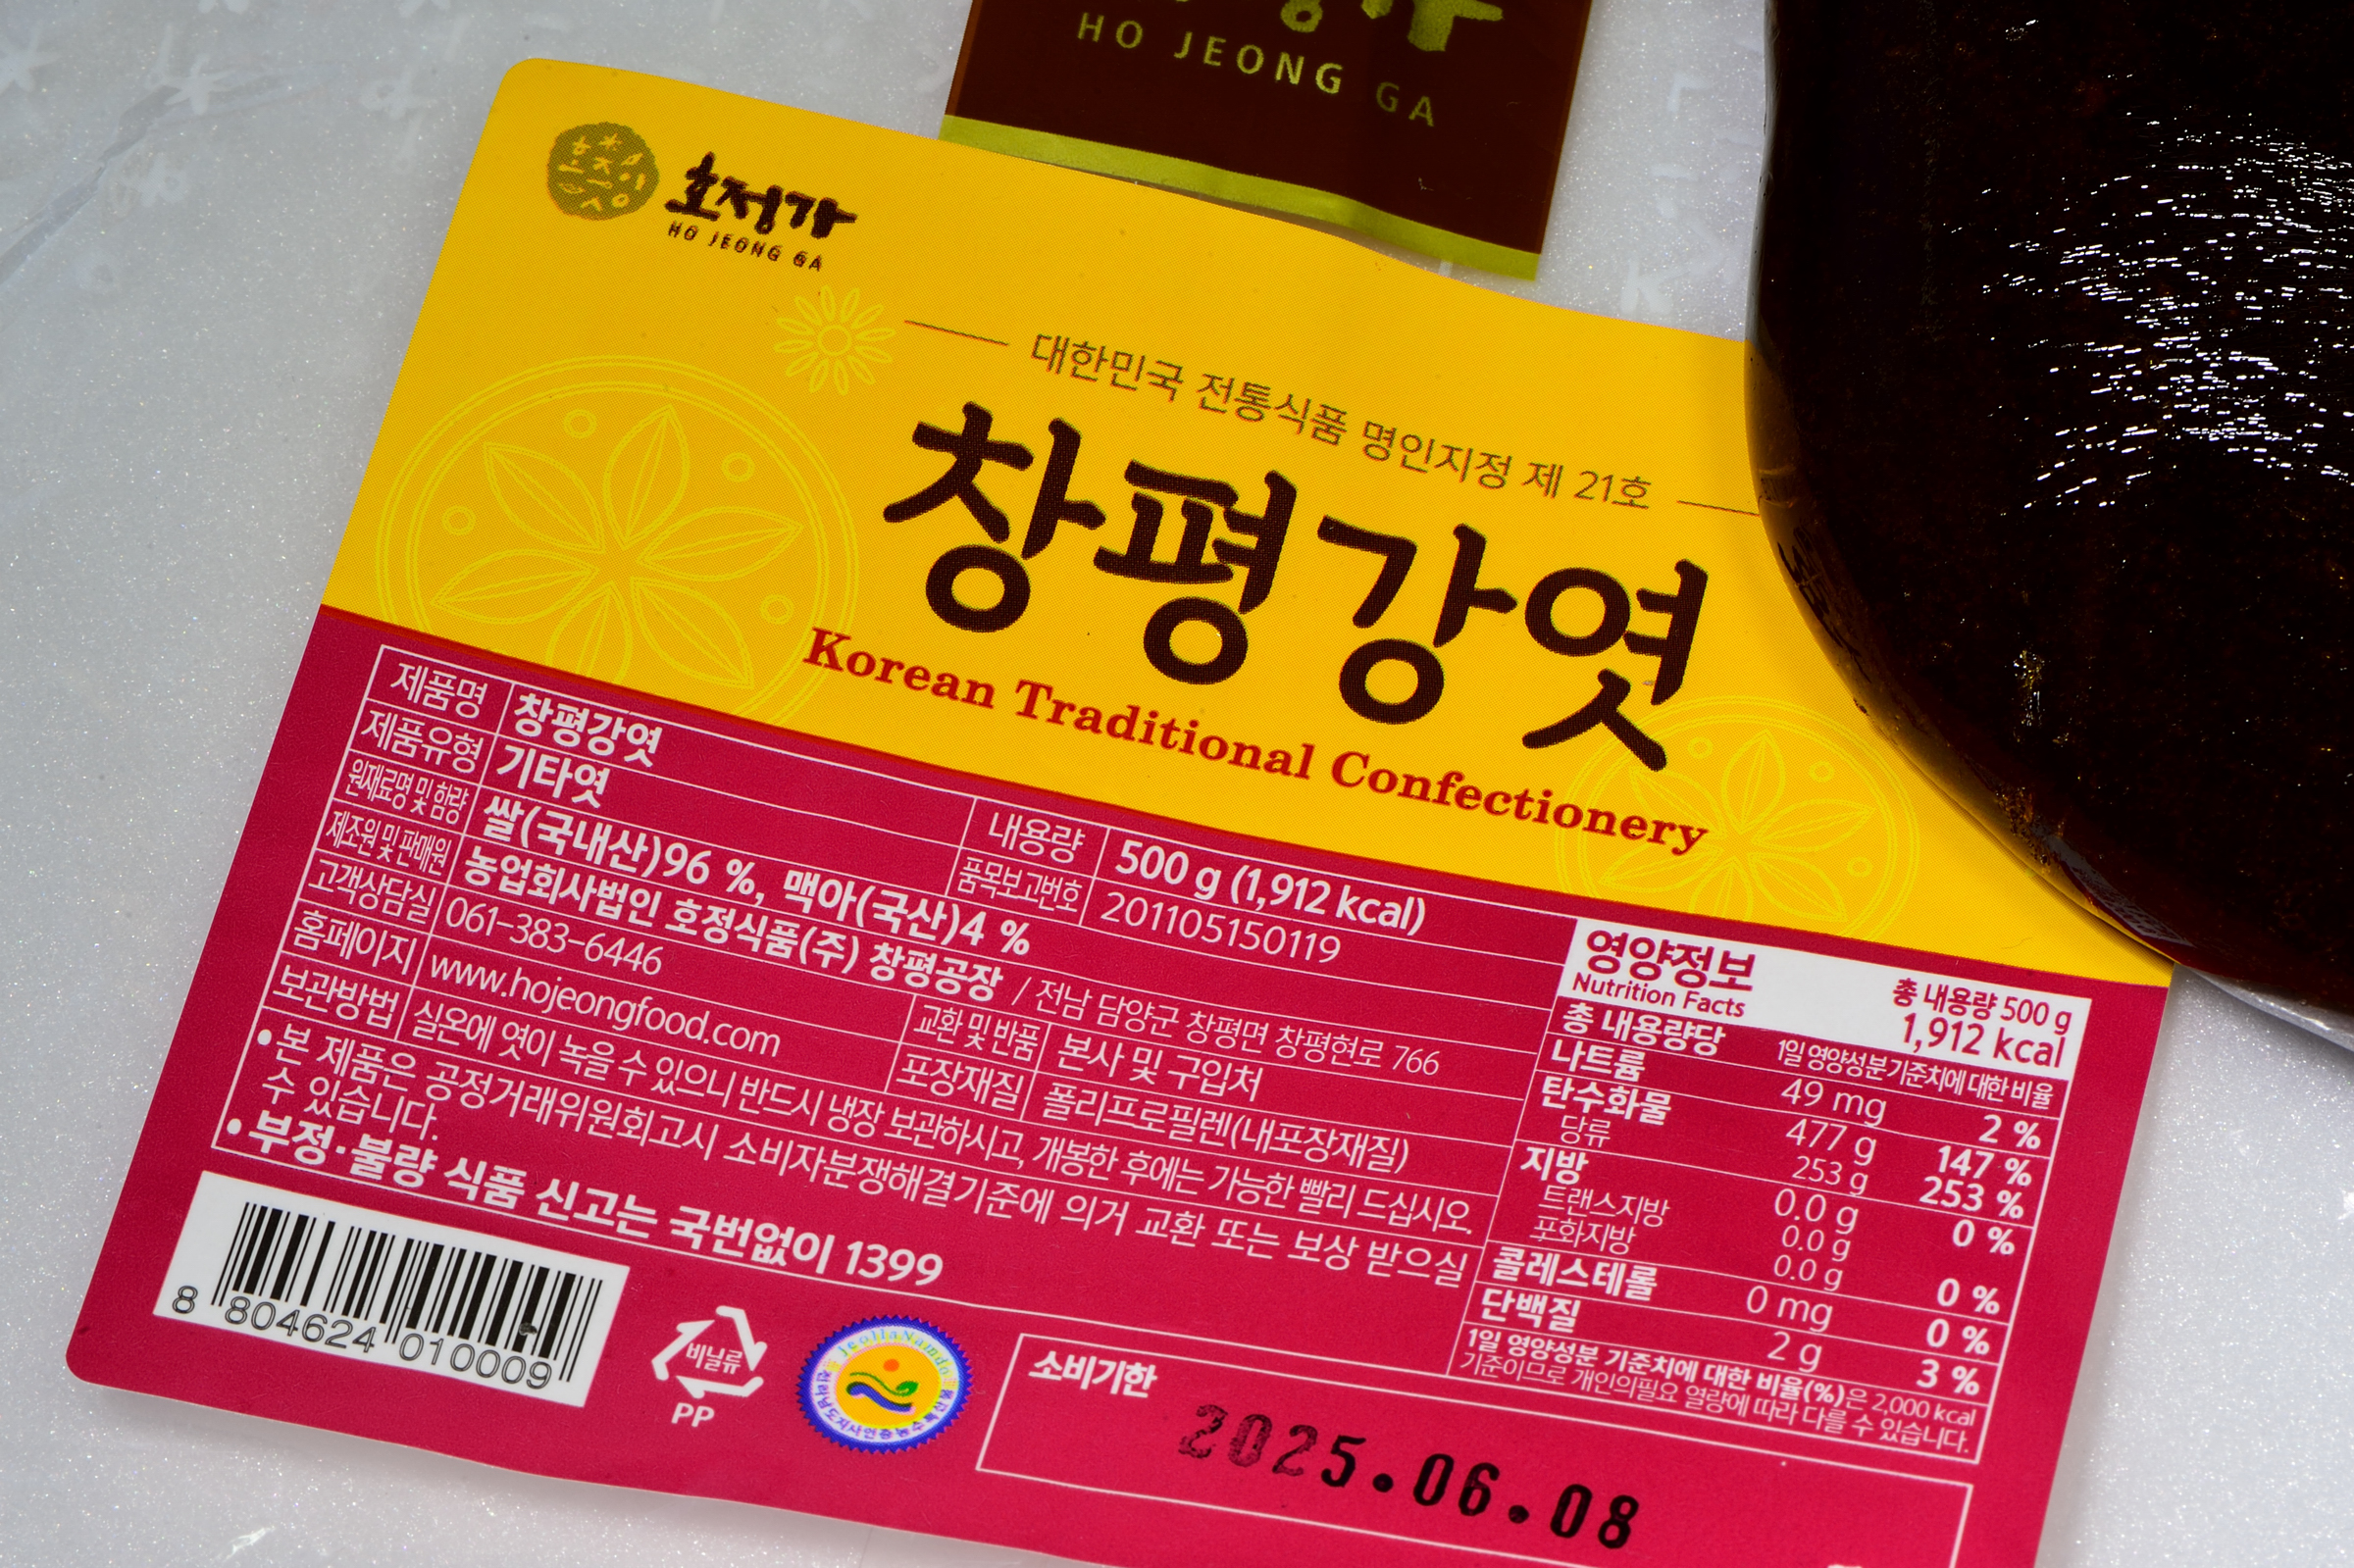 HO JEONG GA
호정가
HO JEONG GA
대한민국 전통식품 명인지정 제 21호
창평강엿
Korean Traditional Confectionery
제품명 창평강엿 내용량 500 g (1,912 kcal)
제품유형 기타엿 품목보고번호 201105150119
원재료명 및 함량 쌀(국내산)96 %, 맥아(국산)4 %
제조원 및 판매원 농업회사법인 호정식품(주) 창평공장 / 전남 담양군 창평면 창평현로 766
고객상담실 061-383-6446 교환 및 반품 본사 및 구입처
홈페이지 www.hojeongfood.com 포장재질 폴리프로필렌(내포장재질)
보관방법 실온에 엿이 녹을 수 있으니 반드시 냉장 보관하시고, 개봉한 후에는 가능한 빨리 드십시오.
•본 제품은 공정거래위원회고시 소비자분쟁해결기준에 의거 교환 또는 보상 받으실
수 있습니다.
•부정·불량 식품 신고는 국번없이 1399
영양정보
Nutrition Facts
총 내용량 500 g
1,912 kcal
총 내용량당 1일 영양성분 기준치에 대한 비율
나트륨 49 mg 2 %
탄수화물 477 g 147 %
당류 253 g 253 %
지방 0.0 g 0 %
트랜스지방 0.0 g
포화지방 0.0 g 0 %
콜레스테롤 0 mg 0 %
단백질 2 g 3 %
1일 영양성분 기준치에 대한 비율(%)은 2,000 kcal
기준이므로 개인의필요 열량에 따라 다를 수 있습니다.
8 804624 010009
비닐류
PP
JeollaNamdo
소비기한
2025.06.08